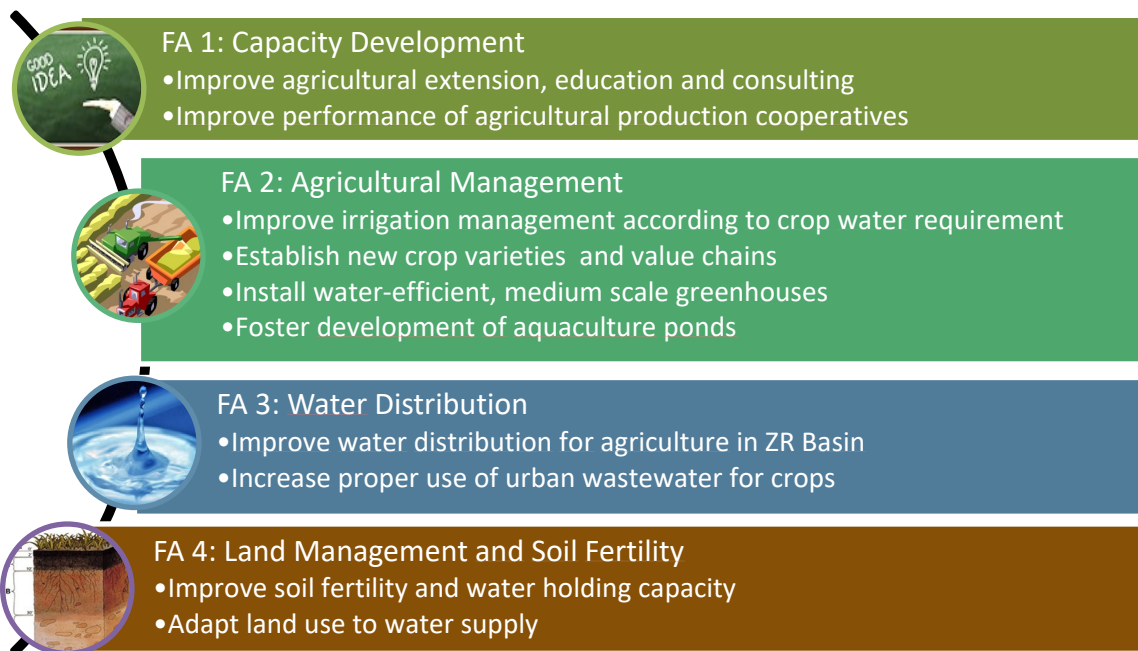 GOOD
IDEA
FA 1: Capacity Development
•Improve agricultural extension, education and consulting
•Improve performance of agricultural production cooperatives
FA 2: Agricultural Management
•Improve irrigation management according to crop water requirement
•Establish new crop varieties and value chains
•Install water-efficient, medium scale greenhouses
•Foster development of aquaculture ponds
FA 3: Water Distribution
•Improve water distribution for agriculture in ZR Basin
•Increase proper use of urban wastewater for crops
FA 4: Land Management and Soil Fertility
B
•Improve soil fertility and water holding capacity
•Adapt land use to water supply